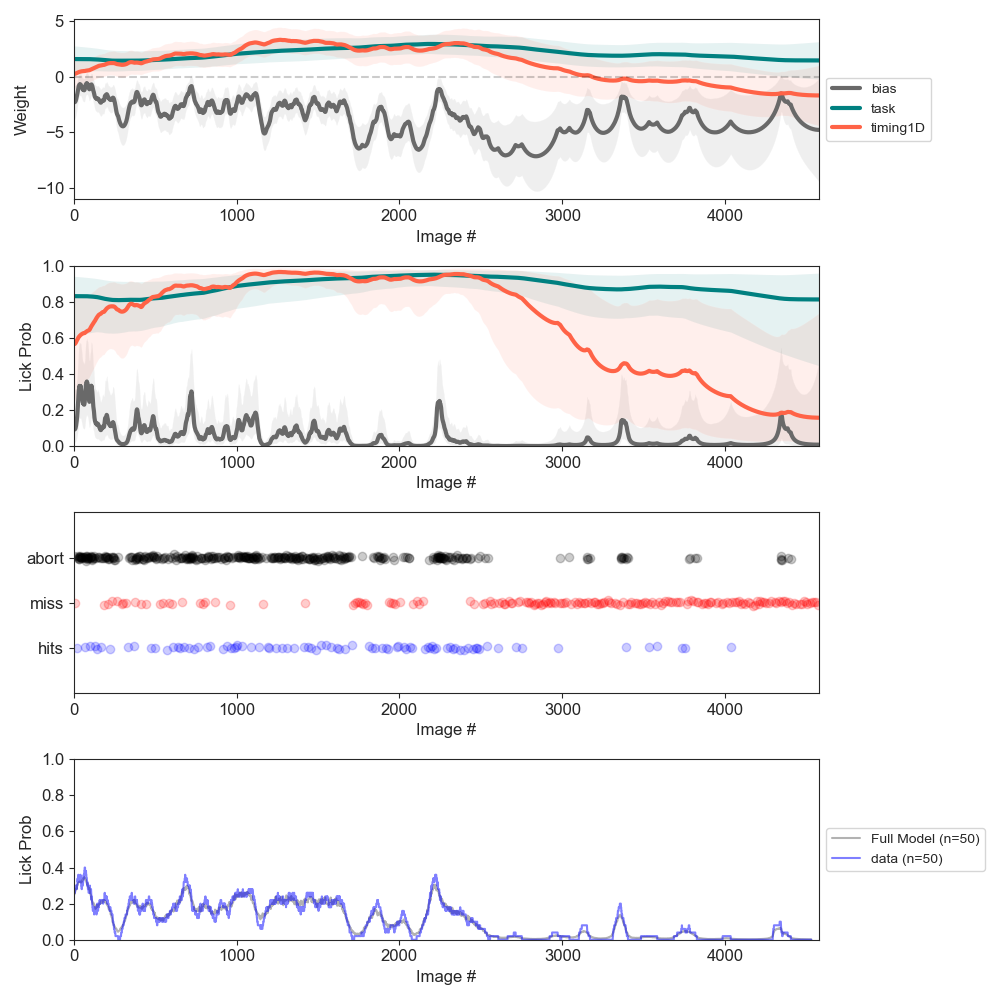 5
0
−5
−10
Weight
0 1000 2000 3000 4000
Image #
bias
task
timing1D
1.0
0.8
0.6
0.4
0.2
0.0
Lick Prob
0 1000 2000 3000 4000
Image #
abort
miss
hits
0 1000 2000 3000 4000
Image #
1.0
0.8
0.6
0.4
0.2
0.0
Lick Prob
0 1000 2000 3000 4000
Image #
Full Model (n=50)
data (n=50)